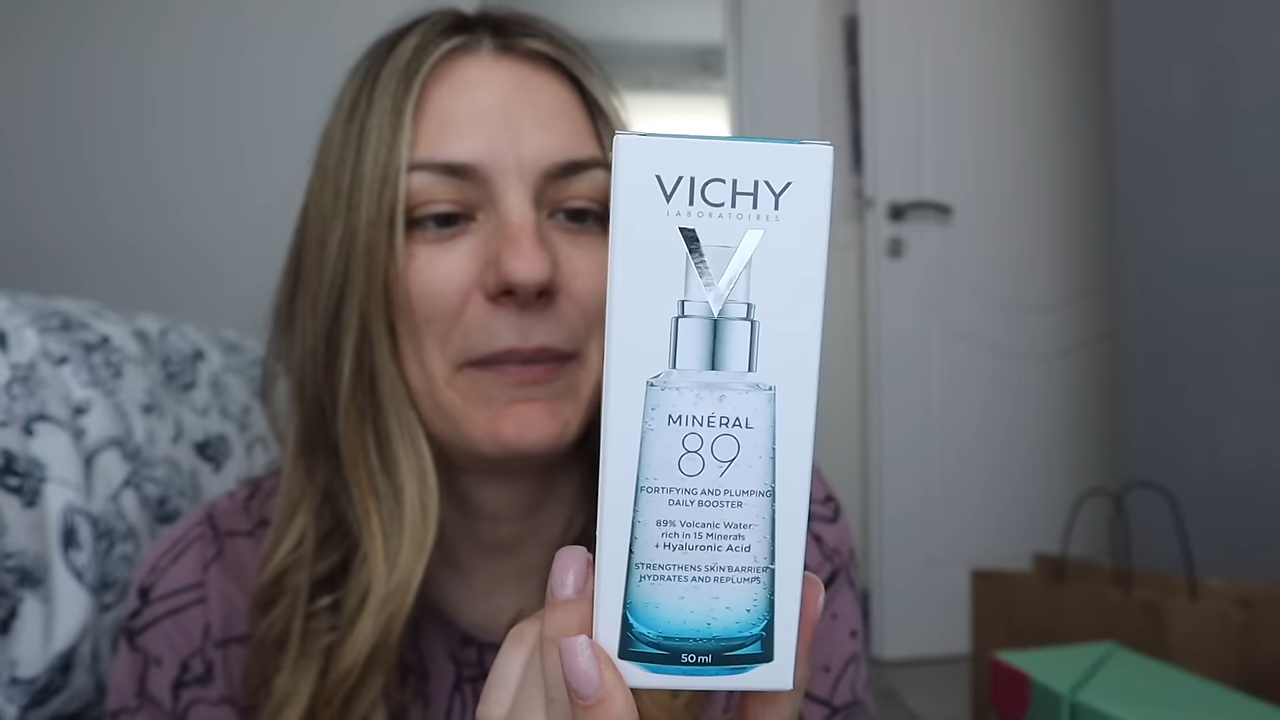 VICHY
LABORATOIRES
MINÉRAL
89
FORTIFYING AND PLUMPING
DAILY BOOSTER
89% Volcanic Water
rich in 15 Minerals
+ Hyaluronic Acid
STRENGTHENS SKIN BARRIER
HYDRATES AND REPLUMPS
50 ml